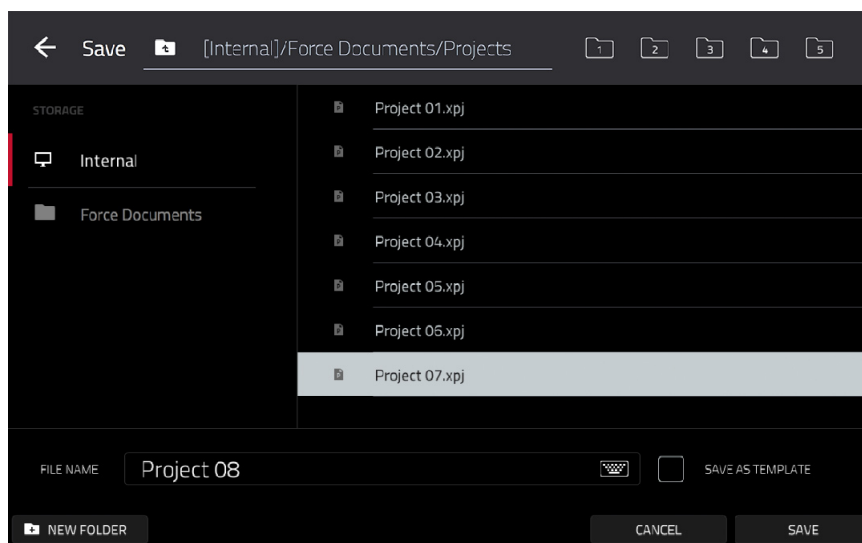 Save [Internal]/Force Documents/Projects 1 2 3 4 5
STORAGE
Internal
Force Documents
Project 01.xpj
Project 02.xpj
Project 03.xpj
Project 04.xpj
Project 05.xpj
Project 06.xpj
Project 07.xpj
FILE NAME Project 08 SAVE AS TEMPLATE
NEW FOLDER CANCEL SAVE